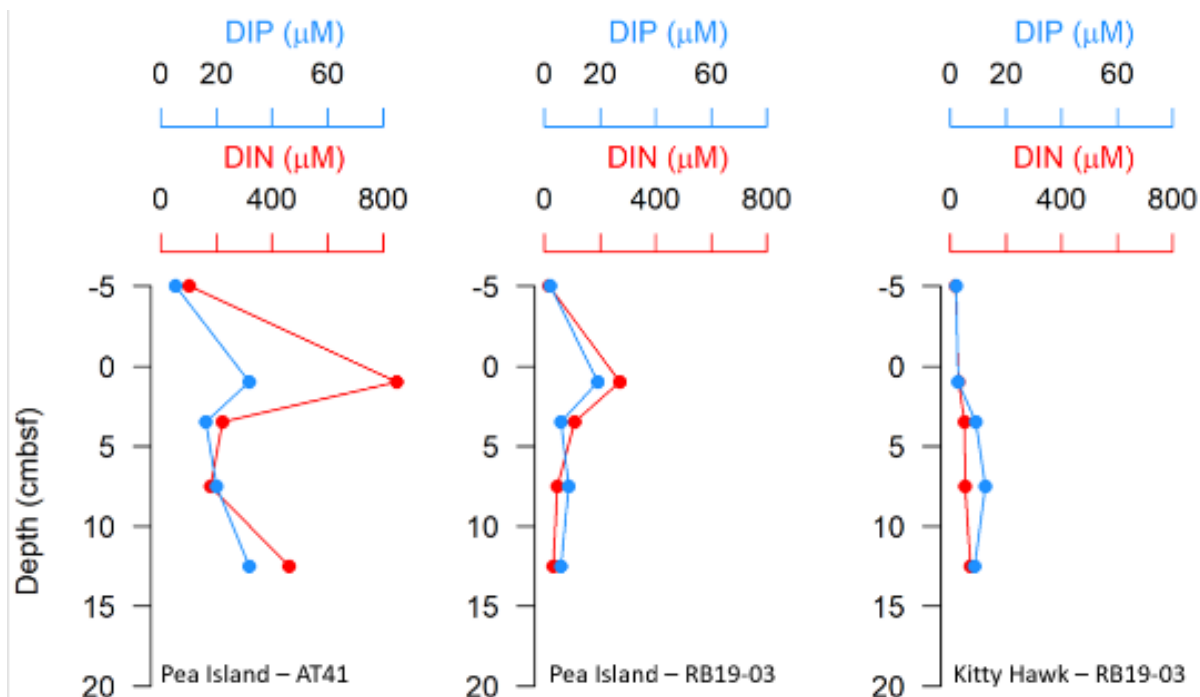 DIP (μM) DIP (μM) DIP (μM)
0 20 60 0 20 60 0 20 60
DIN (μM) DIN (μM) DIN (μM)
0 400 800 0 400 800 0 400 800
-5 -5 -5
0 0 0
5 5 5
10 10 10
15 15 15
20 20 20
Depth (cmbsf)
Pea Island – AT41 Pea Island – RB19-03 Kitty Hawk – RB19-03